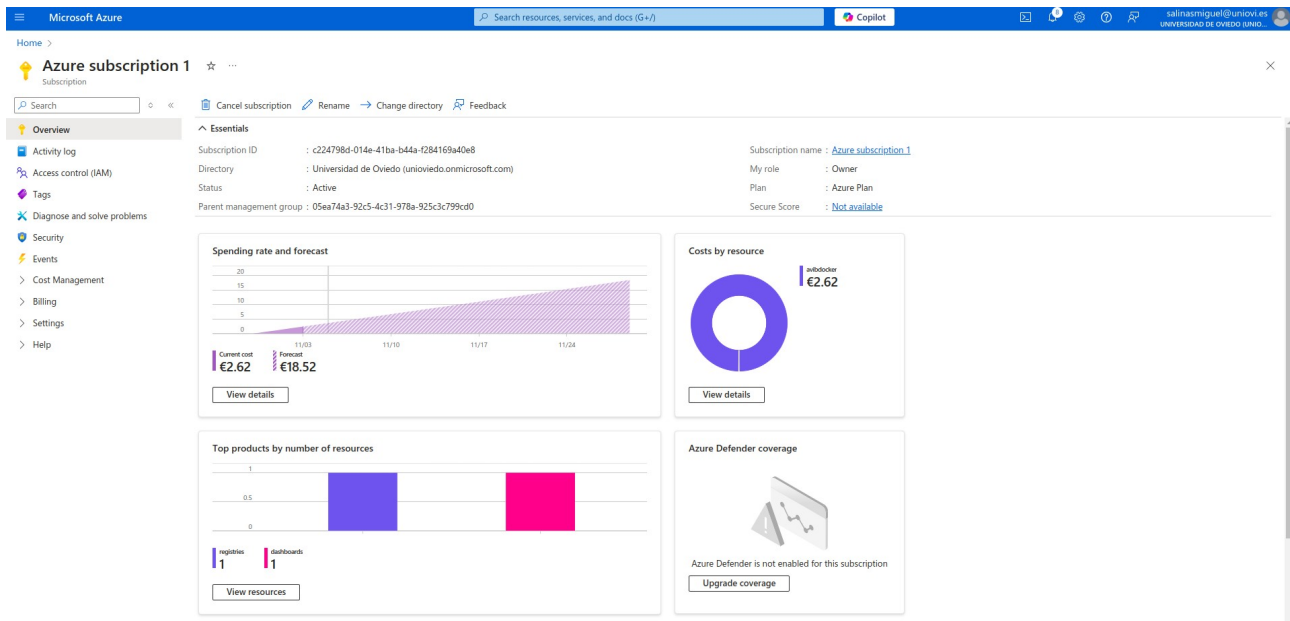 Microsoft Azure
Search resources, services, and docs (G+/)
Copilot
salinasmiguel@uniovi.es
UNIVERSIDAD DE OVIEDO (UNIO...
Home >
Azure subscription 1
Subscription
Search
Cancel subscription
Rename
Change directory
Feedback
Overview
Activity log
Access control (IAM)
Tags
Diagnose and solve problems
Security
Events
Cost Management
Billing
Settings
Help
Essentials
Subscription ID : c224798d-014e-41ba-b44a-f284169a40e8
Subscription name : Azure subscription 1
Directory : Universidad de Oviedo (unioviedo.onmicrosoft.com)
My role : Owner
Status : Active
Plan : Azure Plan
Parent management group : 05ea74a3-92c5-4c31-978a-925c3c799cd0
Secure Score : Not available
Spending rate and forecast
20
15
10
5
0
11/03 11/10 11/17 11/24
Current cost
€2.62
Forecast
€18.52
View details
Costs by resource
avibdocker
€2.62
View details
Top products by number of resources
1
0.5
0
registries
1
dashboards
1
View resources
Azure Defender coverage
Azure Defender is not enabled for this subscription
Upgrade coverage